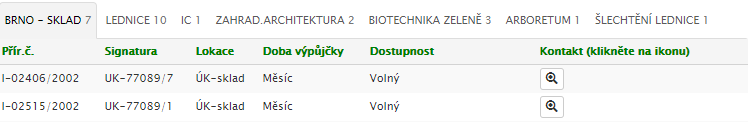 BRNO - SKLAD 7 LEDNICE 10 IC 1 ZAHRAD.ARCHITEKTURA 2 BIOTECHNIKA ZELENĚ 3 ARBORETUM 1 ŠLECHTĚNÍ LEDNICE 1
Přír.č. Signatura Lokace Doba výpůjčky Dostupnost Kontakt (klikněte na ikonu)
I-02406/2002 UK-77089/7 ÚK-sklad Měsíc Volný
I-02515/2002 UK-77089/1 ÚK-sklad Měsíc Volný